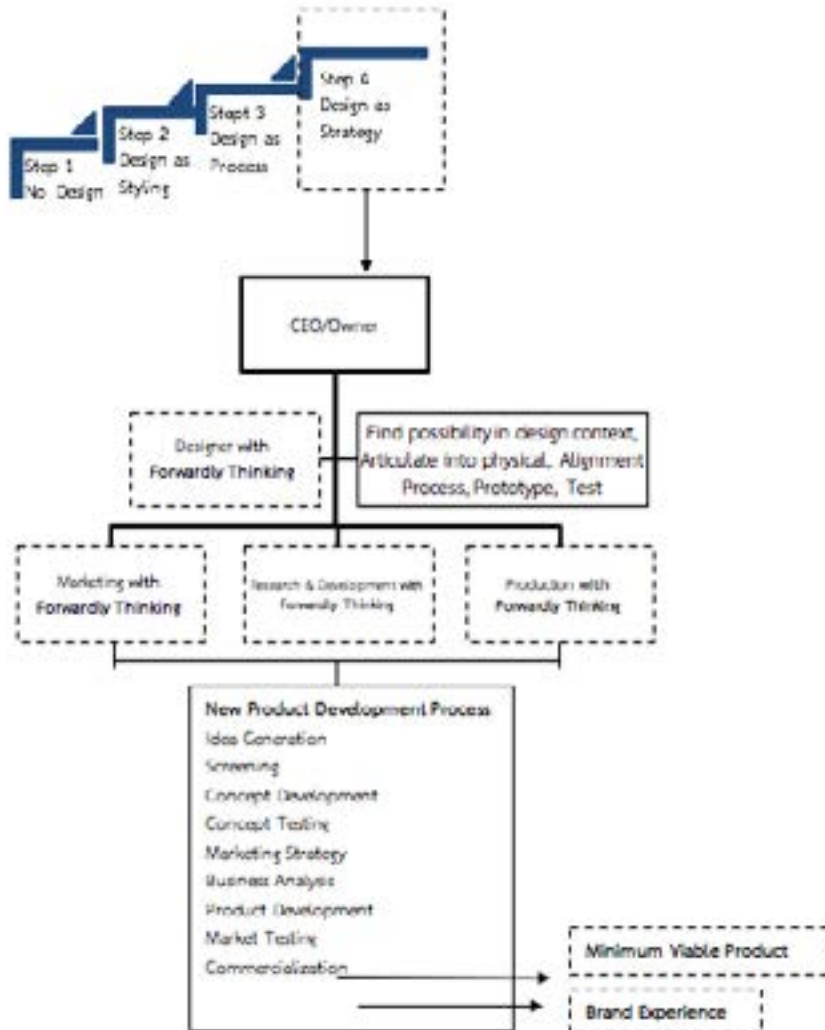 Step 1
No Design
Step 2
Design as
Styling
Stept 3
Design as
Process
Step 4
Design as
Strategy
CEO/Owner
Designer with
Forwardly Thinking
Find possibility in design context,
Articulate into physical, Alignment
Process, Prototype, Test
Marketing with
Forwardly Thinking
Research & Development with
Forwardly Thinking
Production with
Forwardly Thinking
New Product Development Process
Idea Generation
Screening
Concept Development
Concept Testing
Marketing Strategy
Business Analysis
Product Development
Market Testing
Commercialization
Minimum Viable Product
Brand Experience